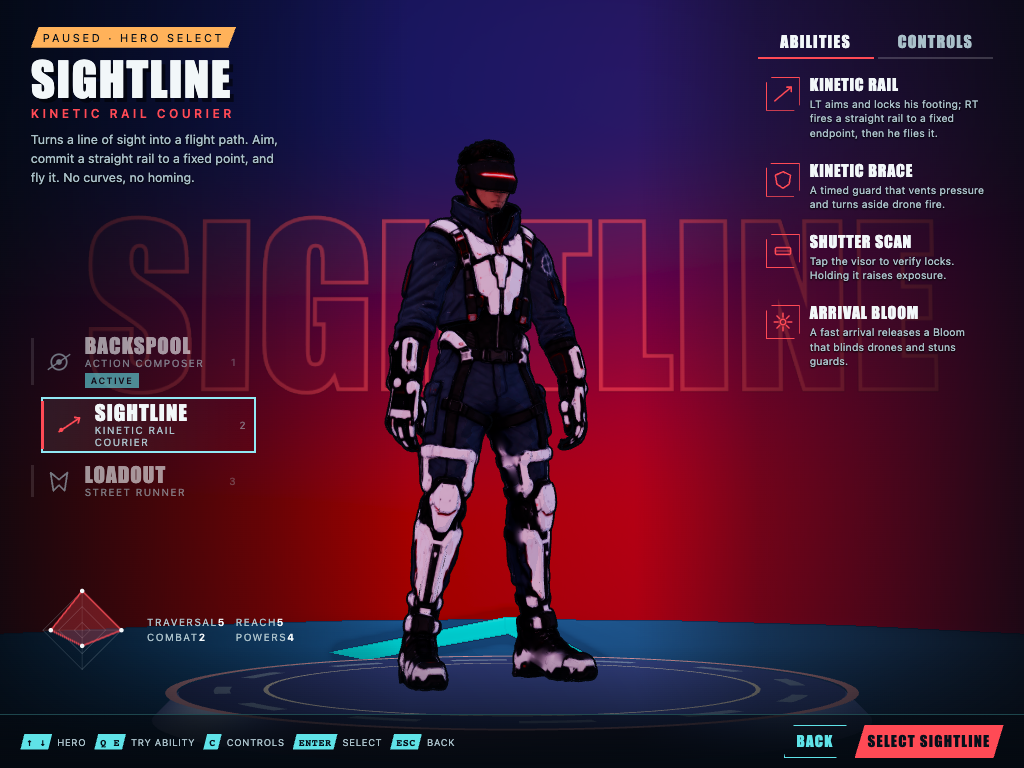 PAUSED · HERO SELECT
SIGHTLINE
KINETIC RAIL COURIER
Turns a line of sight into a flight path. Aim,
commit a straight rail to a fixed point, and
fly it. No curves, no homing.
SIGHTLINE
BACKSPOOL
ACTION COMPOSER 1
ACTIVE
SIGHTLINE
KINETIC RAIL
COURIER
2
LOADOUT
STREET RUNNER 3
TRAVERSAL5 REACH5
COMBAT2 POWERS4
ABILITIES CONTROLS
KINETIC RAIL
LT aims and locks his footing; RT
fires a straight rail to a fixed
endpoint, then he flies it.
KINETIC BRACE
A timed guard that vents pressure
and turns aside drone fire.
SHUTTER SCAN
Tap the visor to verify locks.
Holding it raises exposure.
ARRIVAL BLOOM
A fast arrival releases a Bloom
that blinds drones and stuns
guards.
↑ ↓ HERO Q E TRY ABILITY C CONTROLS ENTER SELECT ESC BACK
BACK SELECT SIGHTLINE